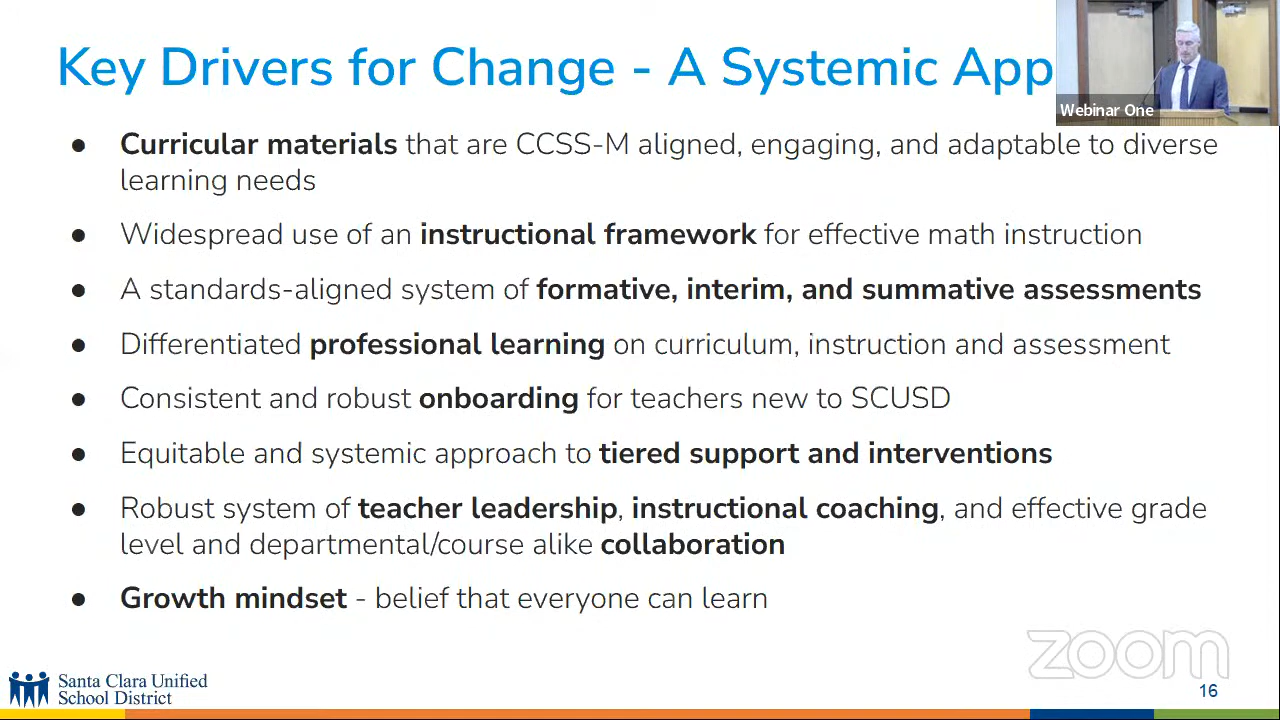 Key Drivers for Change - A Systemic App
Webinar One
● Curricular materials that are CCSS-M aligned, engaging, and adaptable to diverse
learning needs
● Widespread use of an instructional framework for effective math instruction
● A standards-aligned system of formative, interim, and summative assessments
● Differentiated professional learning on curriculum, instruction and assessment
● Consistent and robust onboarding for teachers new to SCUSD
● Equitable and systemic approach to tiered support and interventions
● Robust system of teacher leadership, instructional coaching, and effective grade
level and departmental/course alike collaboration
● Growth mindset - belief that everyone can learn
zoom
Santa Clara Unified
School District
16